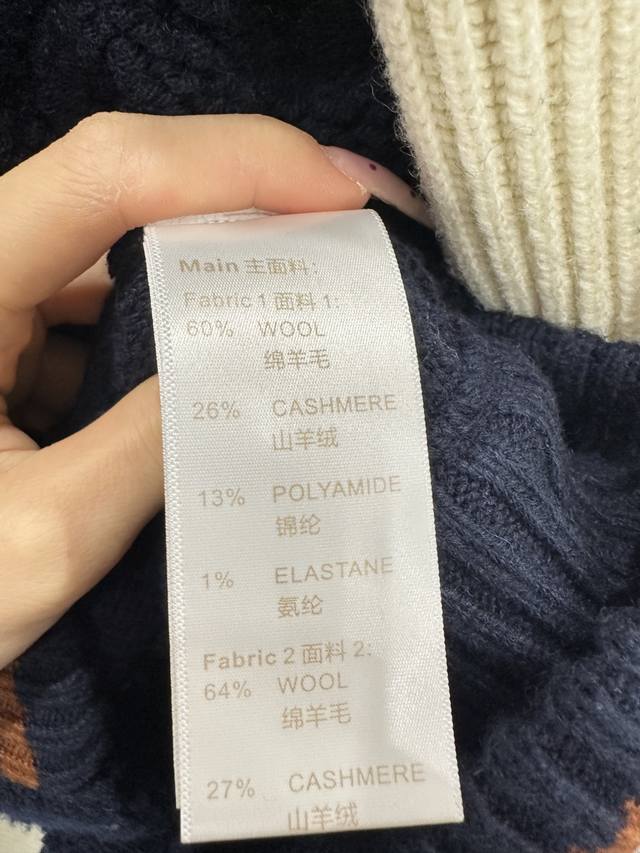 Main 主面料:
Fabric 1 面料 1:
60% WOOL
绵羊毛
26% CASHMERE
山羊绒
13% POLYAMIDE
锦纶
1% ELASTANE
氨纶
Fabric 2 面料 2:
64% WOOL
绵羊毛
27% CASHMERE
山羊绒